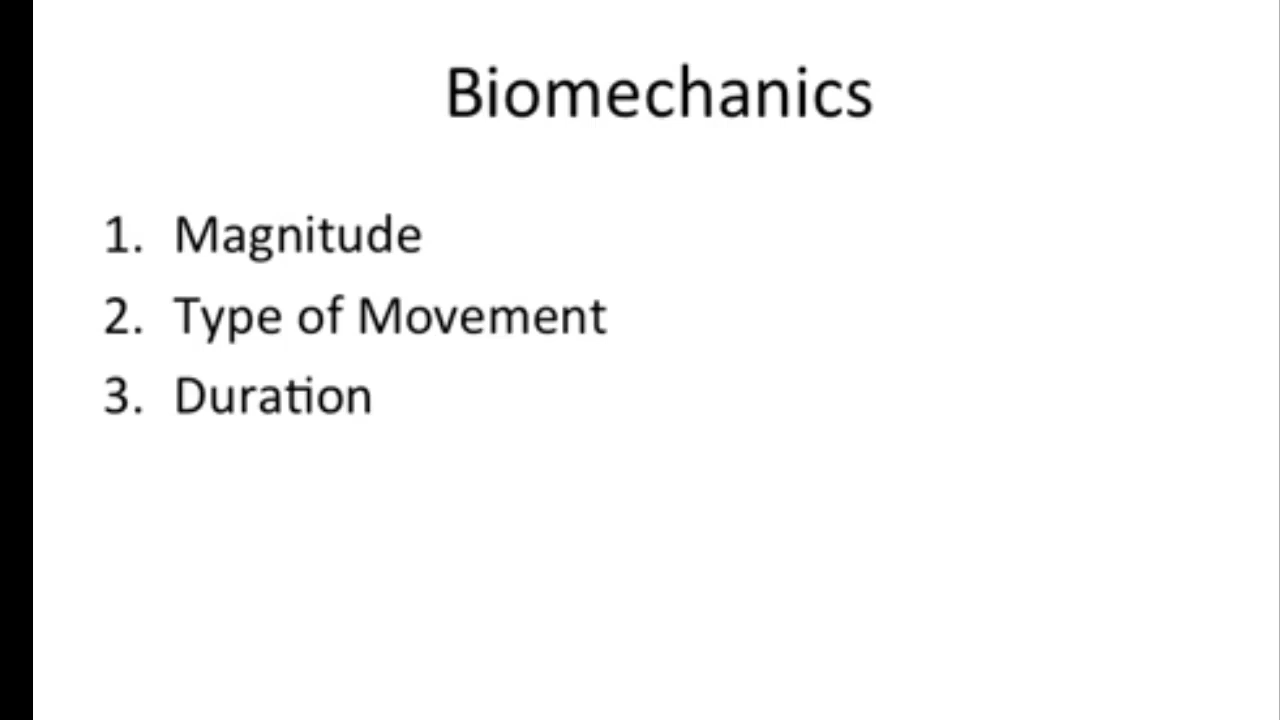 Biomechanics
1. Magnitude
2. Type of Movement
3. Duration